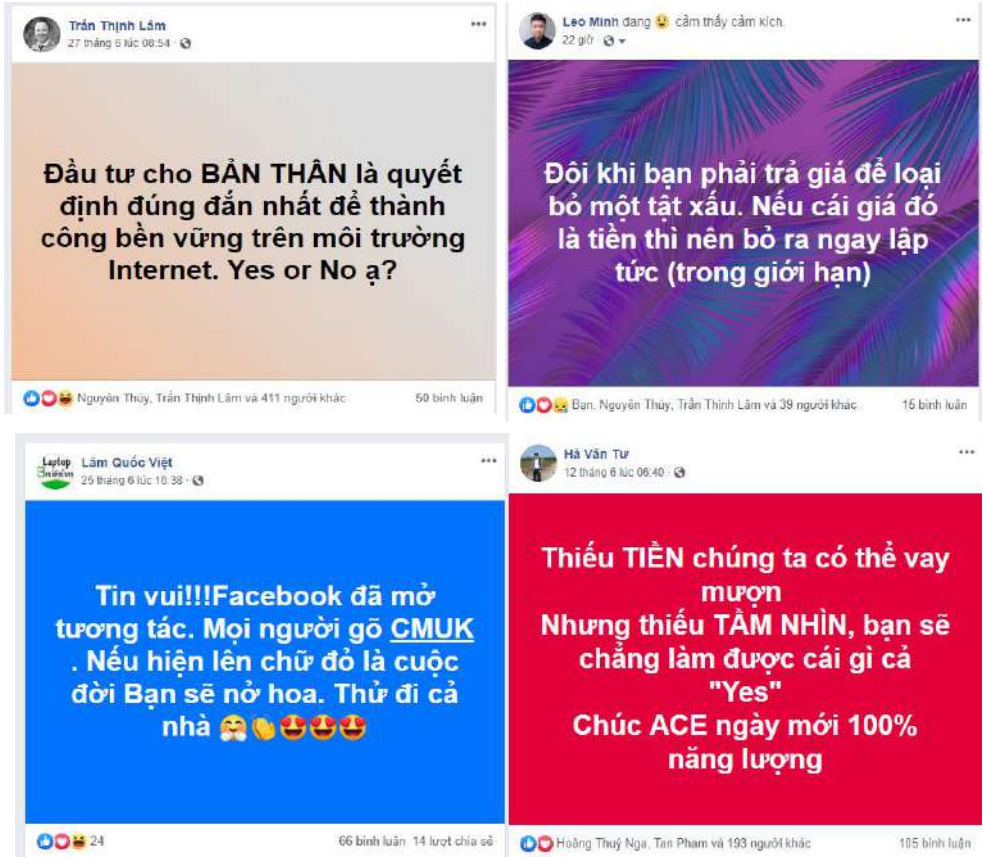 Trần Thịnh Lâm
27 tháng 6 lúc 08:54
Đầu tư cho BẢN THÂN là quyết
định đúng đắn nhất để thành
công bền vững trên môi trường
Internet. Yes or No ạ?
Nguyên Thúy, Trần Thịnh Lâm và 411 người khác
50 bình luận
Leo Minh đang 😉 cảm thấy cảm kích.
22 giờ
Đôi khi bạn phải trả giá để loại
bỏ một tật xấu. Nếu cái giá đó
là tiền thì nên bỏ ra ngay lập
tức (trong giới hạn)
Bạn, Nguyên Thúy, Trần Thịnh Lâm và 39 người khác
15 bình luận
Laptop
Lâm Quốc Việt
25 tháng 6 lúc 16:38
Tin vui!!!Facebook đã mở
tương tác. Mọi người gõ CMUK
. Nếu hiện lên chữ đỏ là cuộc
đời Bạn sẽ nở hoa. Thử đi cả
nhà 🤗👏🤩🤩🤩
24
66 bình luận 14 lượt chia sẻ
Hà Văn Tư
12 tháng 6 lúc 06:40
Thiếu TIỀN chúng ta có thể vay
mượn
Nhưng thiếu TẦM NHÌN, bạn sẽ
chẳng làm được cái gì cả
"Yes"
Chúc ACE ngày mới 100%
năng lượng
Hoàng Thuý Nga, Tan Pham và 193 người khác
105 bình luận